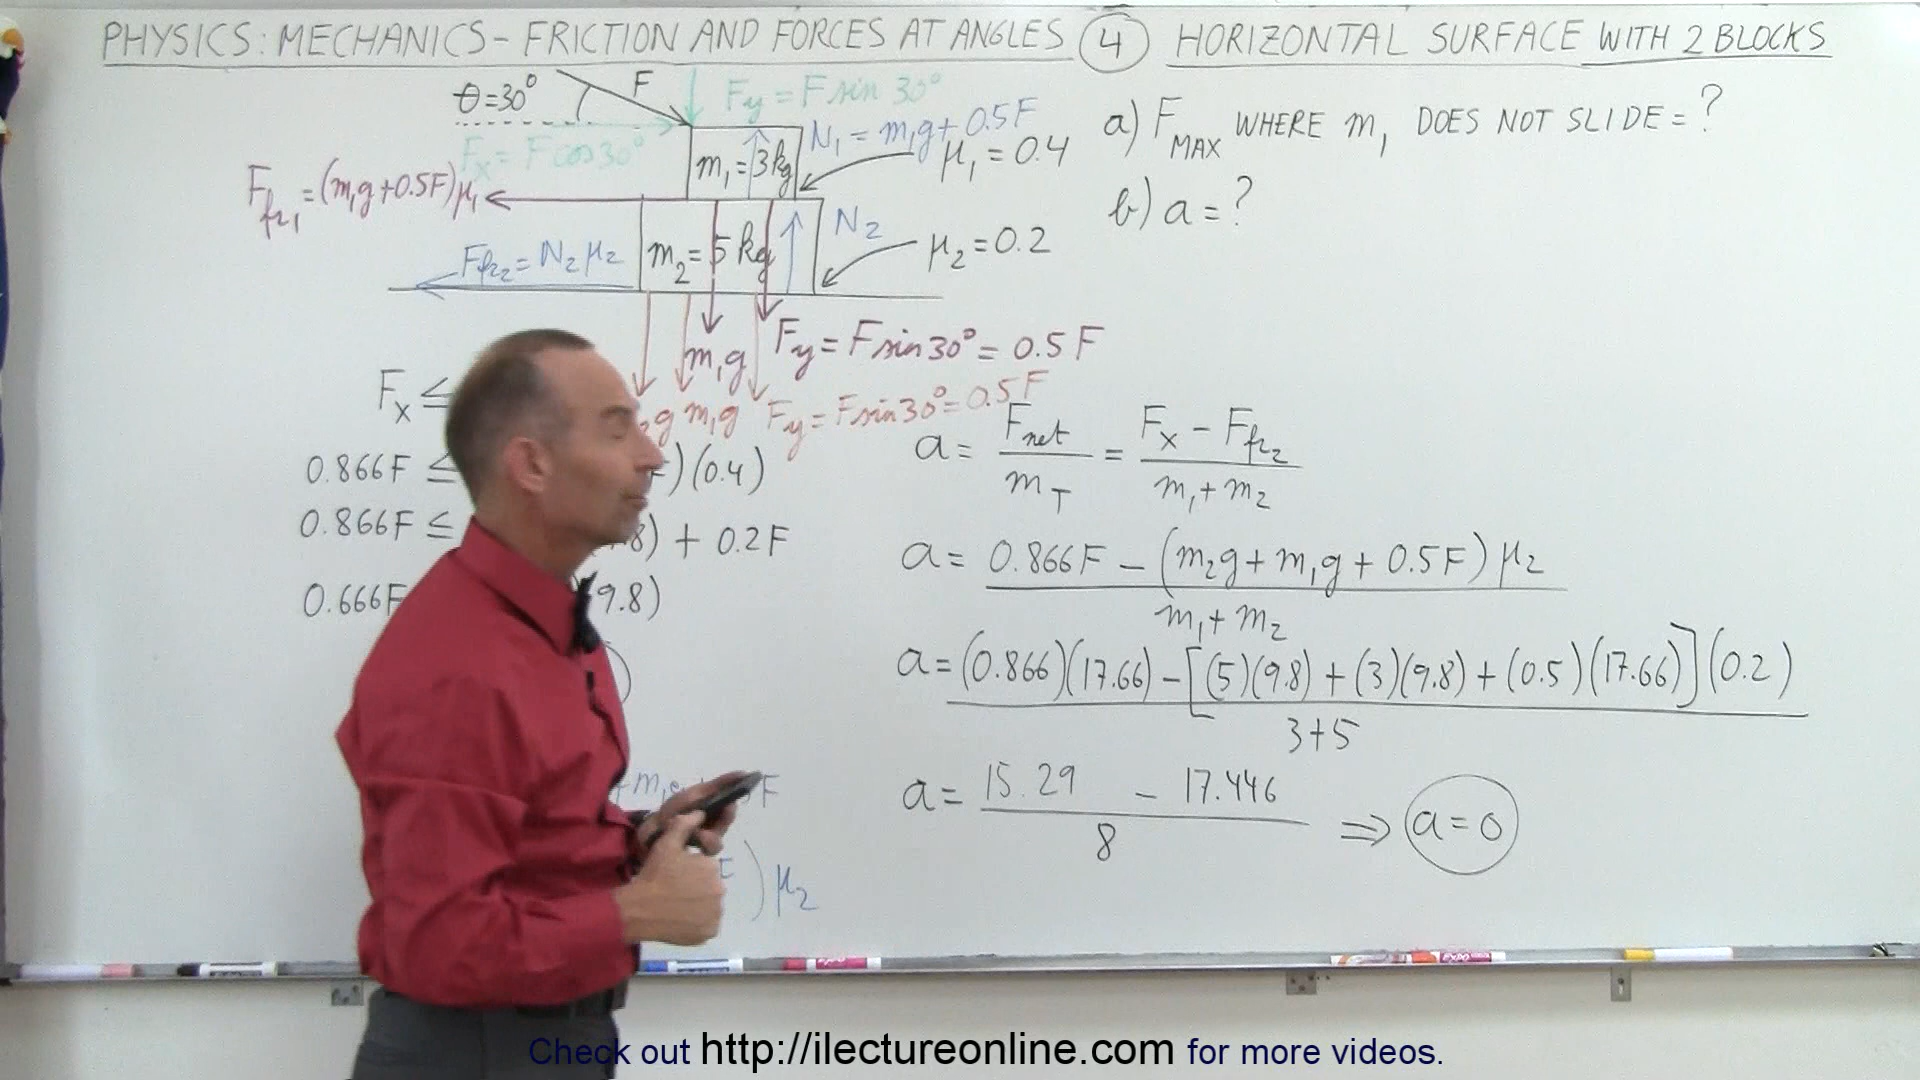 PHYSICS: MECHANICS - FRICTION AND FORCES AT ANGLES 4 HORIZONTAL SURFACE WITH 2 BLOCKS
θ=30° F Fy = F sin 30°
Fx = F cos 30°
N1 = m1g + 0.5F
m1 = 3kg μ1 = 0.4
Ffr1 = (m1g + 0.5F)μ1
Ffr2 = N2 μ2 m2 = 5 kg N2
μ2 = 0.2
a) FMAX WHERE m1 DOES NOT SLIDE = ?
b) a = ?
m1g Fy = F sin 30° = 0.5 F
g m1g Fy = F sin 30° = 0.5 F
Fx ≤
0.866F ≤ )(0.4)
0.866F ≤ 8) + 0.2F
0.666F 9.8)
F
) μ2
a = Fnet / mT = Fx - Ffr2 / m1 + m2
a = 0.866F - (m2g + m1g + 0.5F) μ2 / m1 + m2
a = (0.866)(17.66) - [(5)(9.8) + (3)(9.8) + (0.5)(17.66)](0.2) / 3+5
a = 15.29 - 17.446 / 8 ⇒ a = 0
Check out http://ilectureonline.com for more videos.